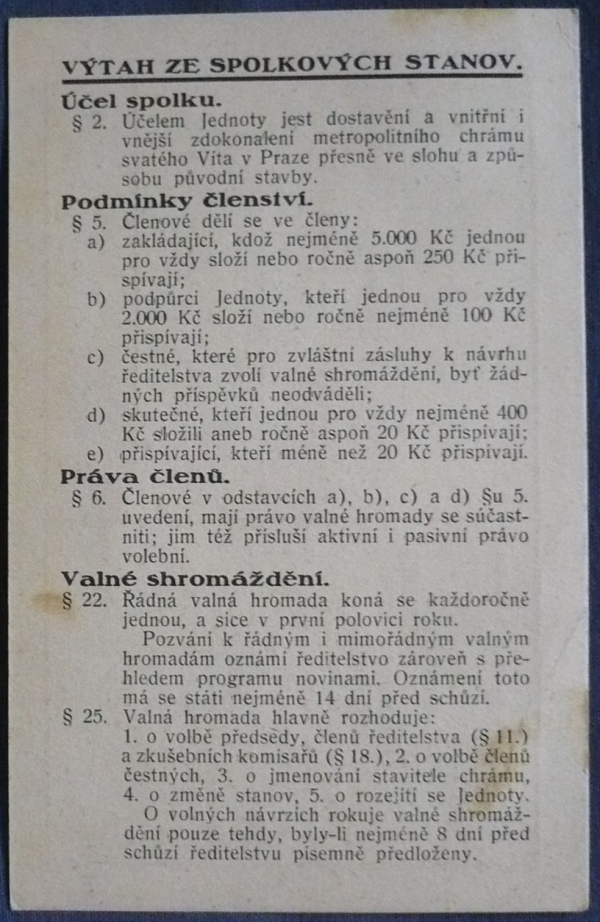 VÝTAH ZE SPOLKOVÝCH STANOV.
Účel spolku.
§ 2. Účelem Jednoty jest dostavění a vnitřní i
vnější zdokonalení metropolitního chrámu
svatého Víta v Praze přesně ve slohu a způ-
sobu původní stavby.
Podmínky členství.
§ 5. Členové dělí se ve členy:
a) zakládající, kdož nejméně 5.000 Kč jednou
pro vždy složí nebo ročně aspoň 250 Kč při-
spívají;
b) podpůrci Jednoty, kteří jednou pro vždy
2.000 Kč složí nebo ročně nejméně 100 Kč
přispívají;
c) čestné, které pro zvláštní zásluhy k návrhu
ředitelstva zvolí valné shromáždění, byť žád-
ných příspěvků neodváděli;
d) skutečné, kteří jednou pro vždy nejméně 400
Kč složili aneb ročně aspoň 20 Kč přispívají;
e) přispívající, kteří méně než 20 Kč přispívají.
Práva členů.
§ 6. Členové v odstavcích a), b), c) a d) §u 5.
uvedení, mají právo valné hromady se súčast-
niti; jim též přísluší aktivní i pasivní právo
volební.
Valné shromáždění.
§ 22. Řádná valná hromada koná se každoročně
jednou, a sice v první polovici roku.
Pozvání k řádným i mimořádným valným
hromadám oznámí ředitelstvo zároveň s pře-
hledem programu novinami. Oznámení toto
má se státi nejméně 14 dní před schůzí.
§ 25. Valná hromada hlavně rozhoduje:
1. o volbě předsedy, členů ředitelstva (§ 11.)
a zkušebních komisařů (§ 18.), 2. o volbě členů
čestných, 3. o jmenování stavitele chrámu,
4. o změně stanov, 5. o rozejití se Jednoty.
O volných návrzích rokuje valné shromáž-
dění pouze tehdy, byly-li nejméně 8 dní před
schůzí ředitelstvu písemně předloženy.